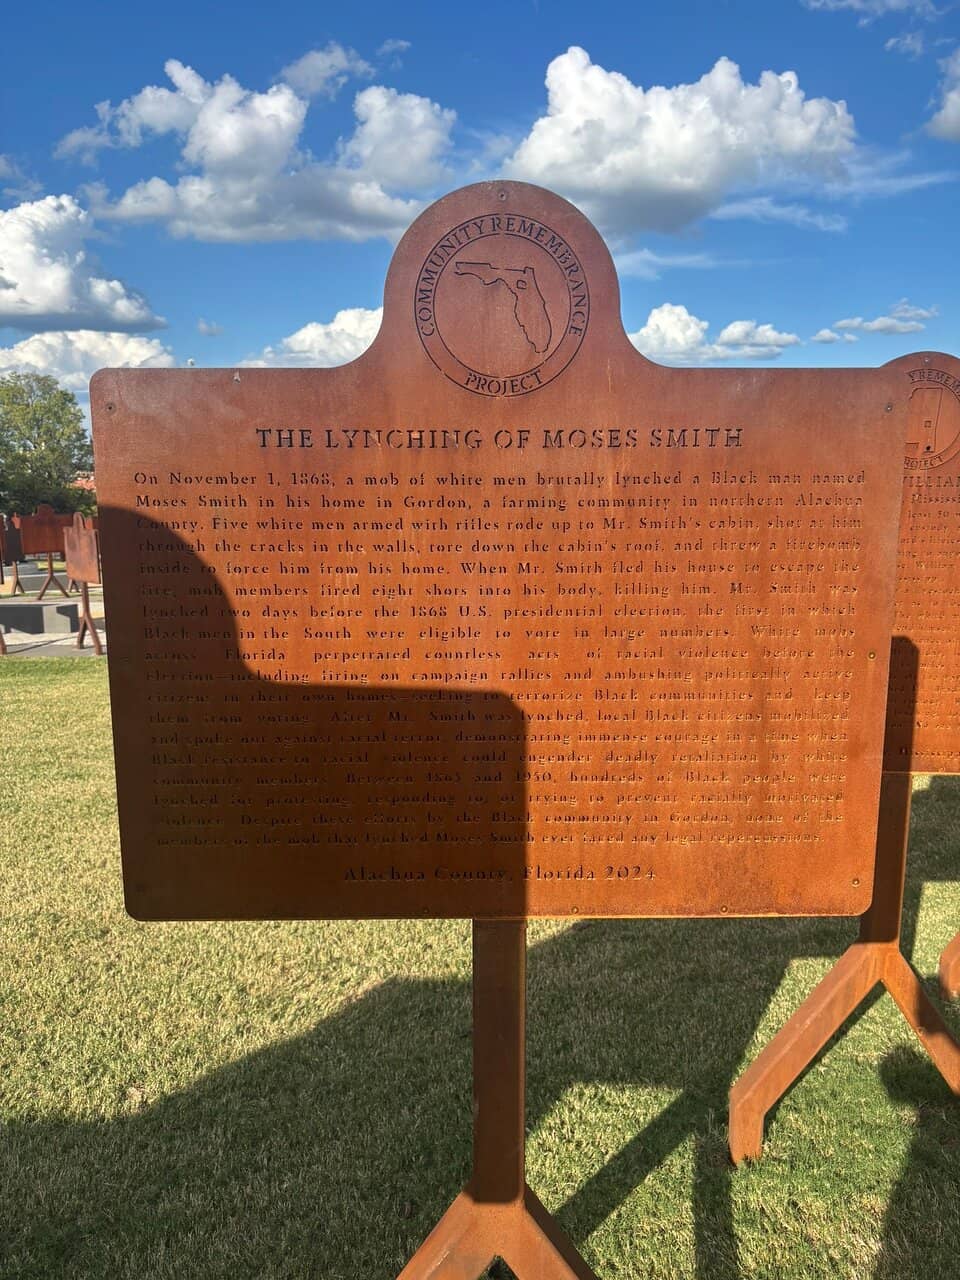 COMMUNITY REMEMBRANCE
PROJECT
THE LYNCHING OF MOSES SMITH
On November 1, 1868, a mob of white men brutally lynched a Black man named
Moses Smith in his home in Gordon, a farming community in northern Alachua
County. Five white men armed with rifles rode up to Mr. Smith's cabin, shot at him
through the cracks in the walls, tore down the cabin's roof, and threw a firebomb
inside to force him from his home. When Mr. Smith fled his house to escape the
fire, mob members fired eight shots into his body, killing him. Mr. Smith was
lynched two days before the 1868 U.S. presidential election, the first in which
Black men in the South were eligible to vote in large numbers. White mobs
across Florida perpetrated countless acts of racial violence before the
election—including firing on campaign rallies and ambushing politically active
citizens in their own homes—seeking to terrorize Black communities and keep
them from voting. After Mr. Smith was lynched, local Black citizens mobilized
and spoke out against racial terror, demonstrating immense courage in a time when
Black resistance to racial violence could engender deadly retaliation by white
community members. Between 1865 and 1950, hundreds of Black people were
lynched for protesting, responding to, or trying to prevent racially motivated
violence. Despite these efforts by the Black community in Gordon, none of the
members of the mob that lynched Moses Smith ever faced any legal repercussions.
Alachua County, Florida 2024
Y REMEM
ROJECT
WILLIAM
Mississi
least 50
custody